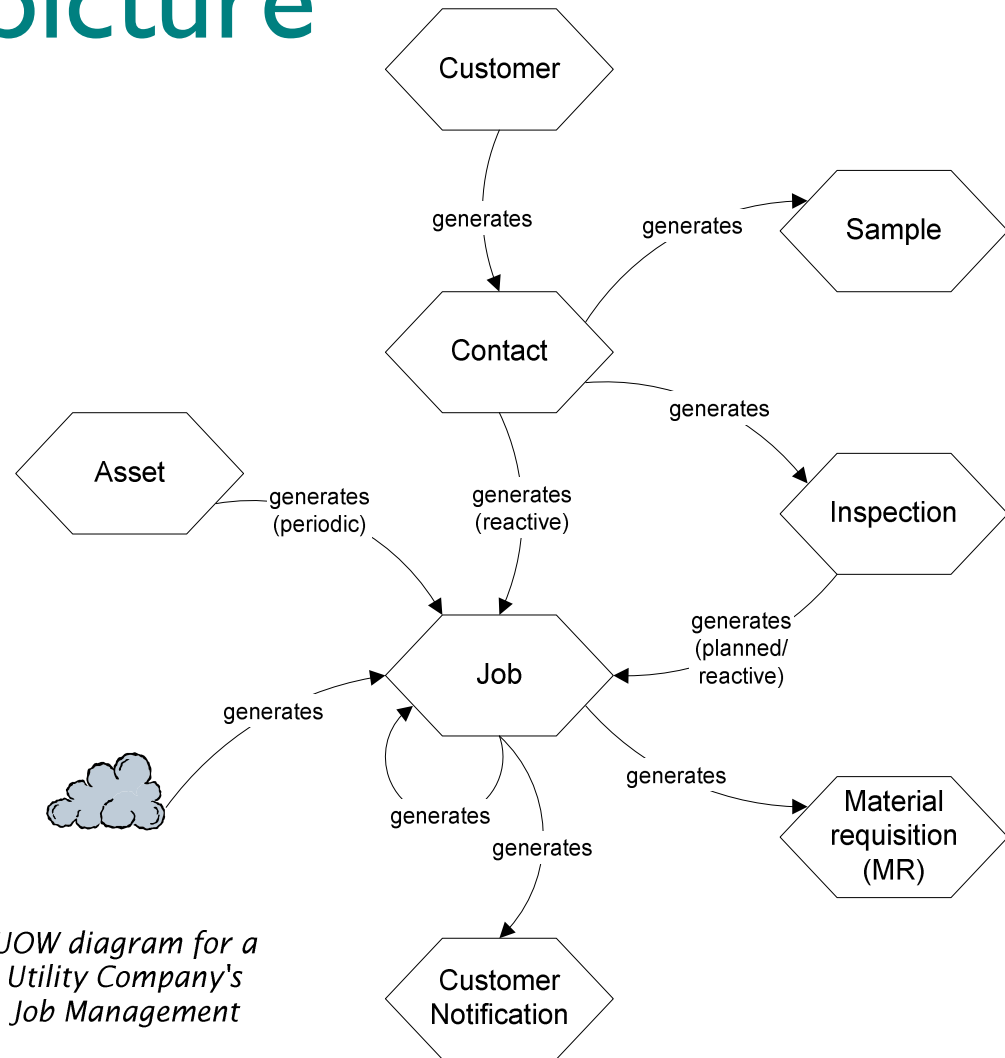 picture
Customer
generates
generates
Sample
Contact
generates
Asset
generates
(periodic)
generates
(reactive)
Inspection
generates
(planned/
reactive)
Job
generates
generates
generates
generates
Material
requisition
(MR)
UOW diagram for a
Utility Company's
Job Management
Customer
Notification